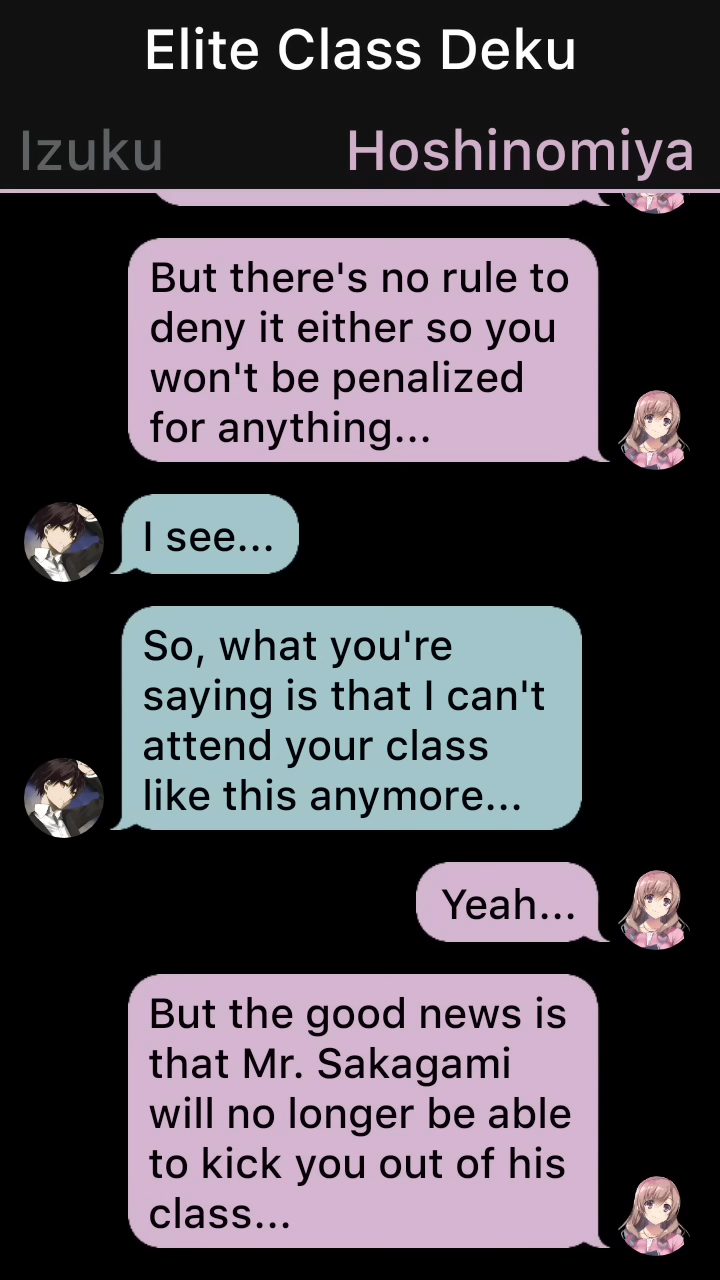 Elite Class Deku
Izuku
Hoshinomiya
But there's no rule to
deny it either so you
won't be penalized
for anything...
I see...
So, what you're
saying is that I can't
attend your class
like this anymore...
Yeah...
But the good news is
that Mr. Sakagami
will no longer be able
to kick you out of his
class...